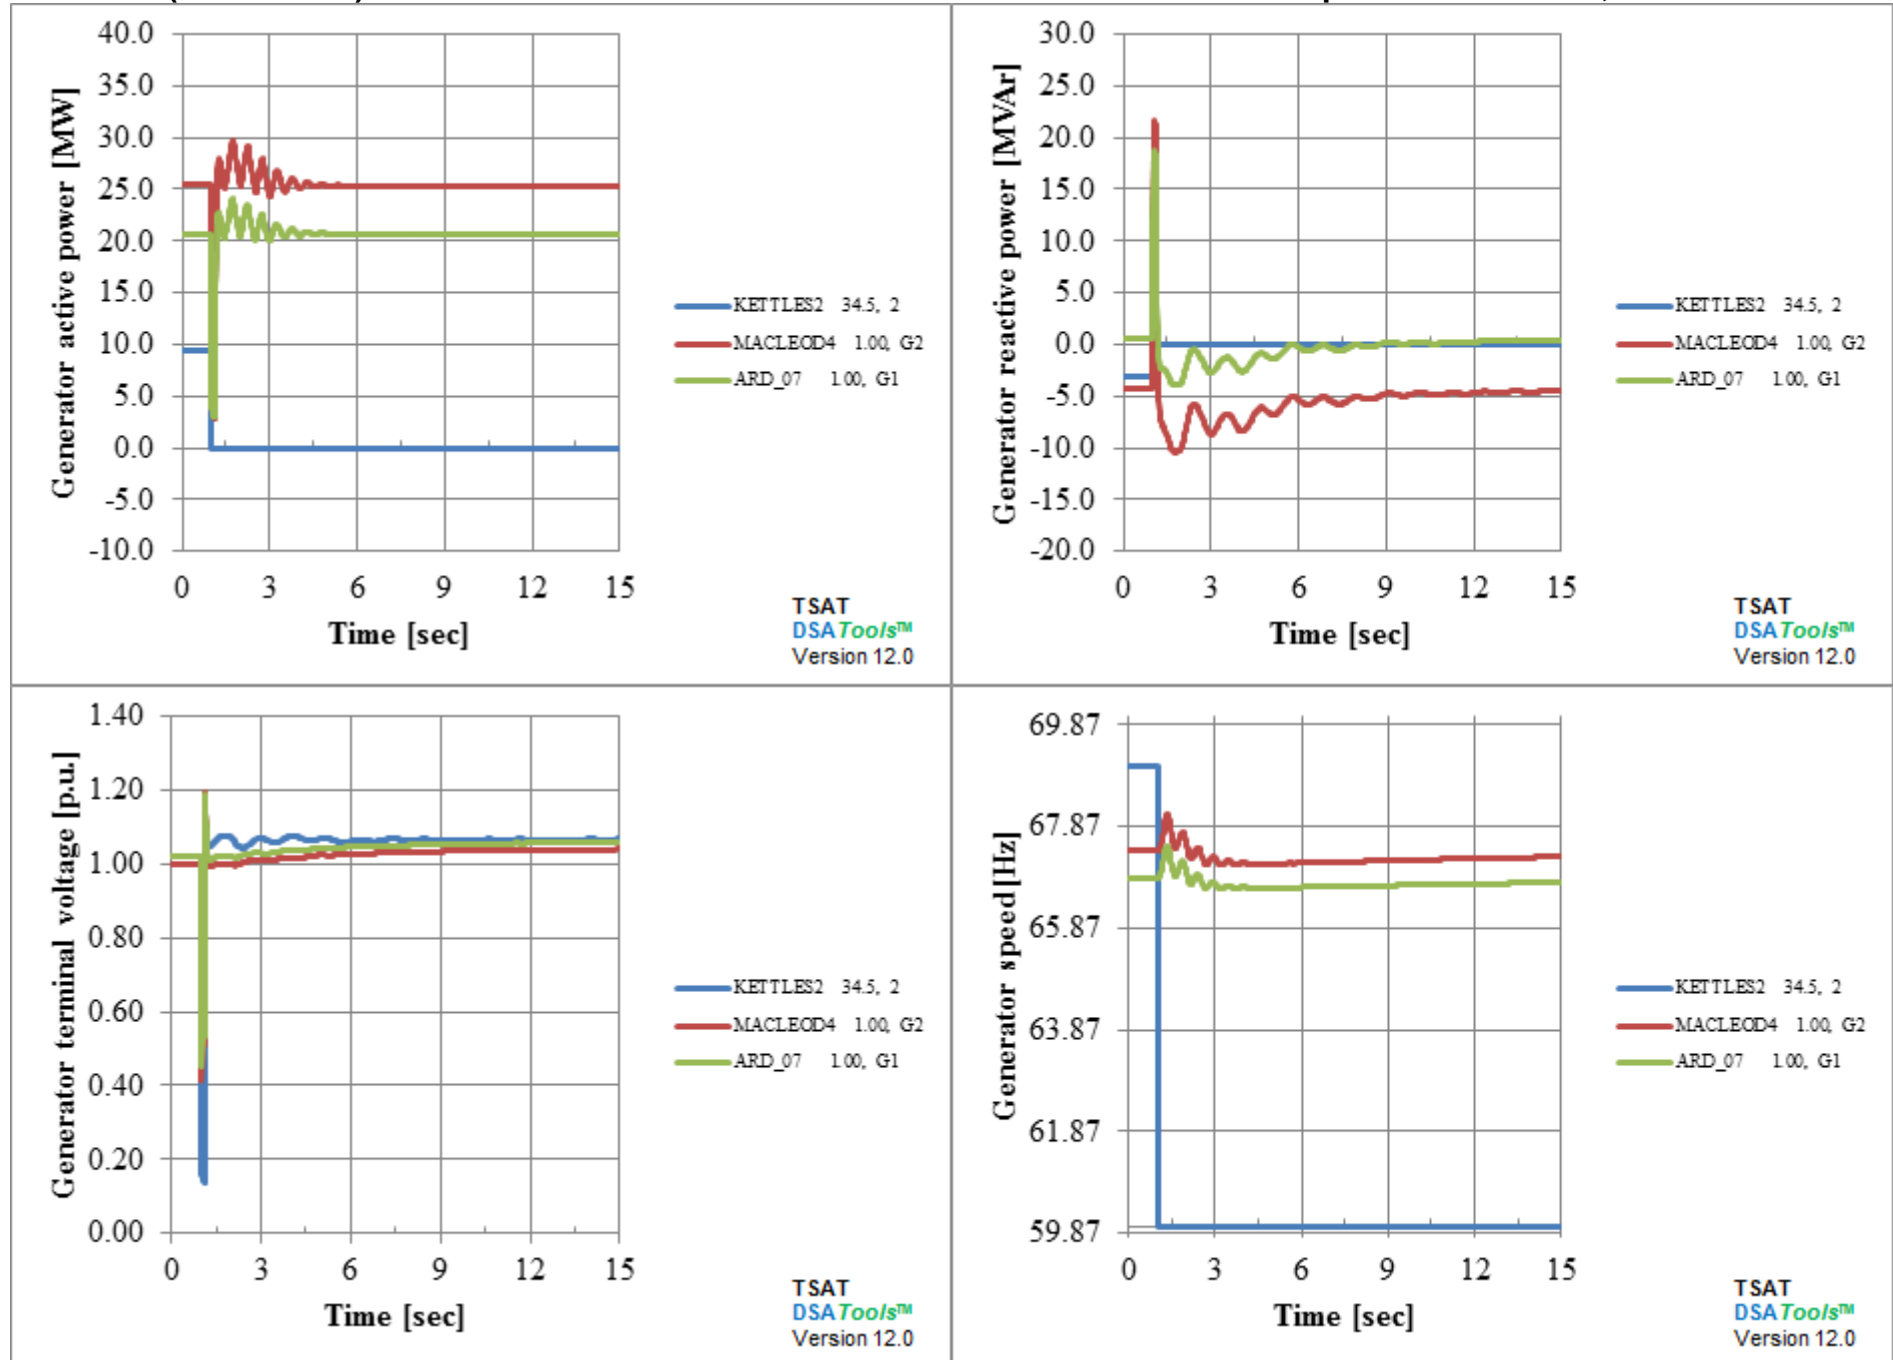 40.0
35.0
30.0
25.0
20.0
15.0
10.0
5.0
0.0
-5.0
-10.0
Generator active power [MW]
0 3 6 9 12 15
Time [sec]
KETTLES2 34.5, 2
MACLEOD4 1.00, G2
ARD_07 1.00, G1
TSAT
DSATools™
Version 12.0
30.0
25.0
20.0
15.0
10.0
5.0
0.0
-5.0
-10.0
-15.0
-20.0
Generator reactive power [MVAr]
0 3 6 9 12 15
Time [sec]
KETTLES2 34.5, 2
MACLEOD4 1.00, G2
ARD_07 1.00, G1
TSAT
DSATools™
Version 12.0
1.40
1.20
1.00
0.80
0.60
0.40
0.20
0.00
Generator terminal voltage [p.u.]
0 3 6 9 12 15
Time [sec]
KETTLES2 34.5, 2
MACLEOD4 1.00, G2
ARD_07 1.00, G1
TSAT
DSATools™
Version 12.0
69.87
67.87
65.87
63.87
61.87
59.87
Generator speed[Hz]
0 3 6 9 12 15
Time [sec]
KETTLES2 34.5, 2
MACLEOD4 1.00, G2
ARD_07 1.00, G1
TSAT
DSATools™
Version 12.0